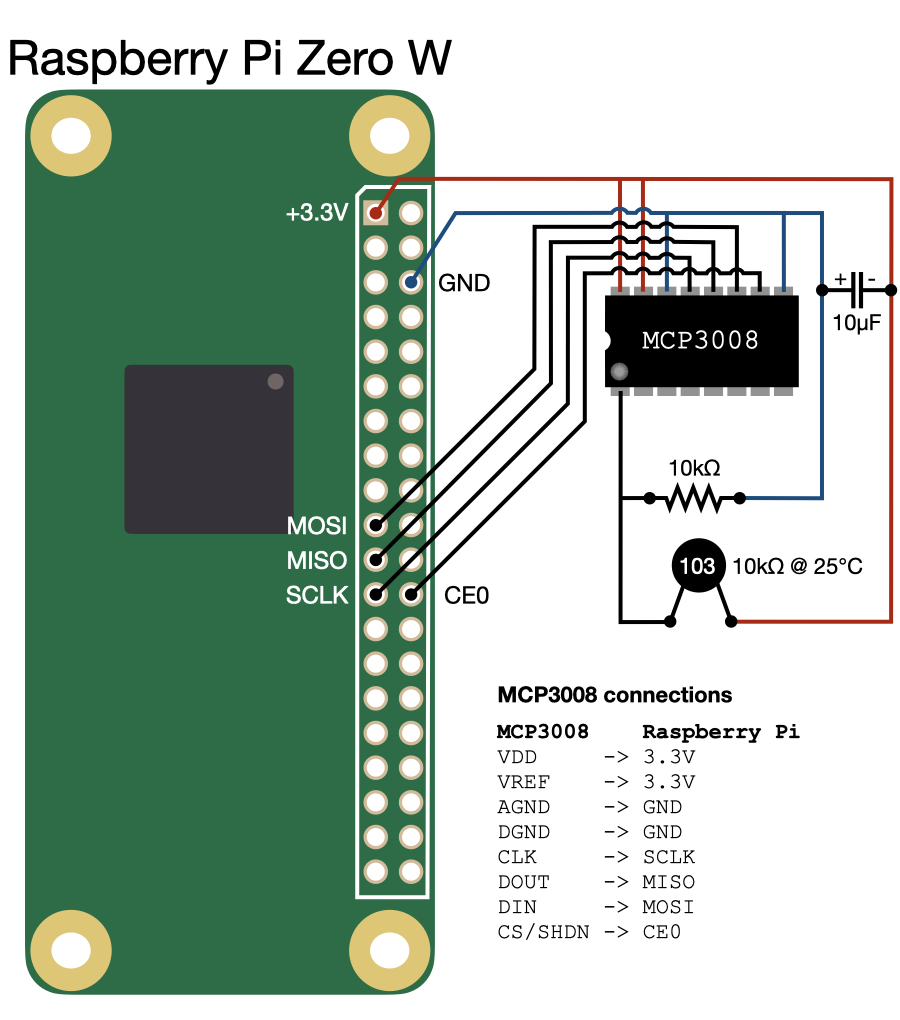 Raspberry Pi Zero W
+3.3V
GND
+ -
10µF
MCP3008
10kΩ
MOSI
MISO
SCLK
CE0
103
10kΩ @ 25°C
MCP3008 connections
MCP3008 Raspberry Pi
VDD -> 3.3V
VREF -> 3.3V
AGND -> GND
DGND -> GND
CLK -> SCLK
DOUT -> MISO
DIN -> MOSI
CS/SHDN -> CE0